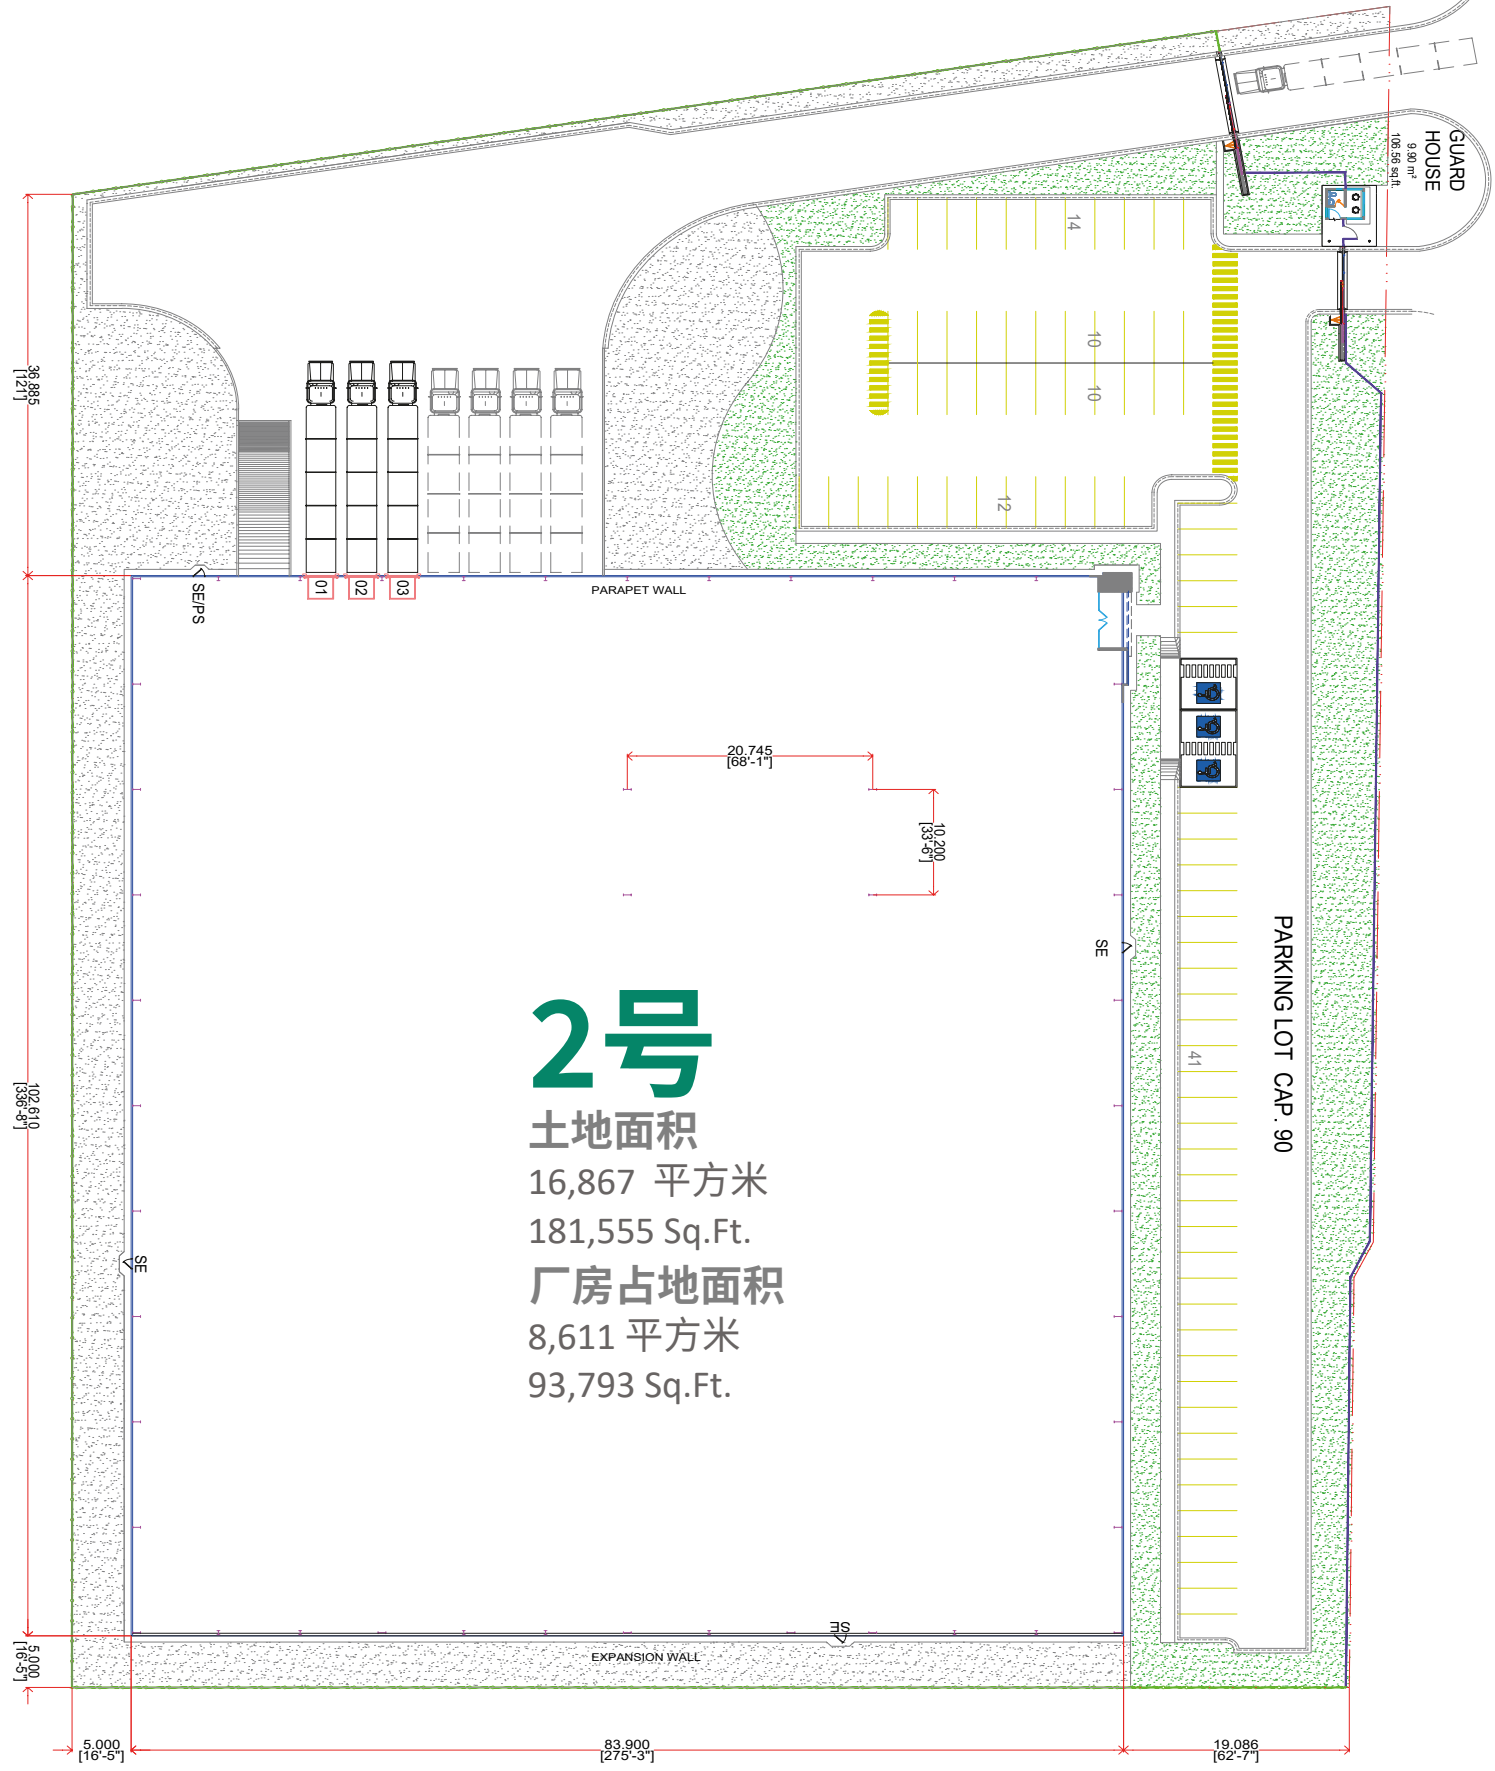 GUARD
HOUSE
9.90 m²
106.56 sq.ft.
14
10
10
12
36.885
[121']
SE/PS
01
02
03
PARAPET WALL
20.745
[68'-1"]
10.200
[33'-6"]
SE
PARKING LOT CAP. 90
41
2号
土地面积
16,867 平方米
181,555 Sq.Ft.
厂房占地面积
8,611 平方米
93,793 Sq.Ft.
102.610
[336'-8"]
SE
SE
EXPANSION WALL
5.000
[16'-5"]
5.000
[16'-5"]
83.900
[275'-3"]
19.086
[62'-7"]